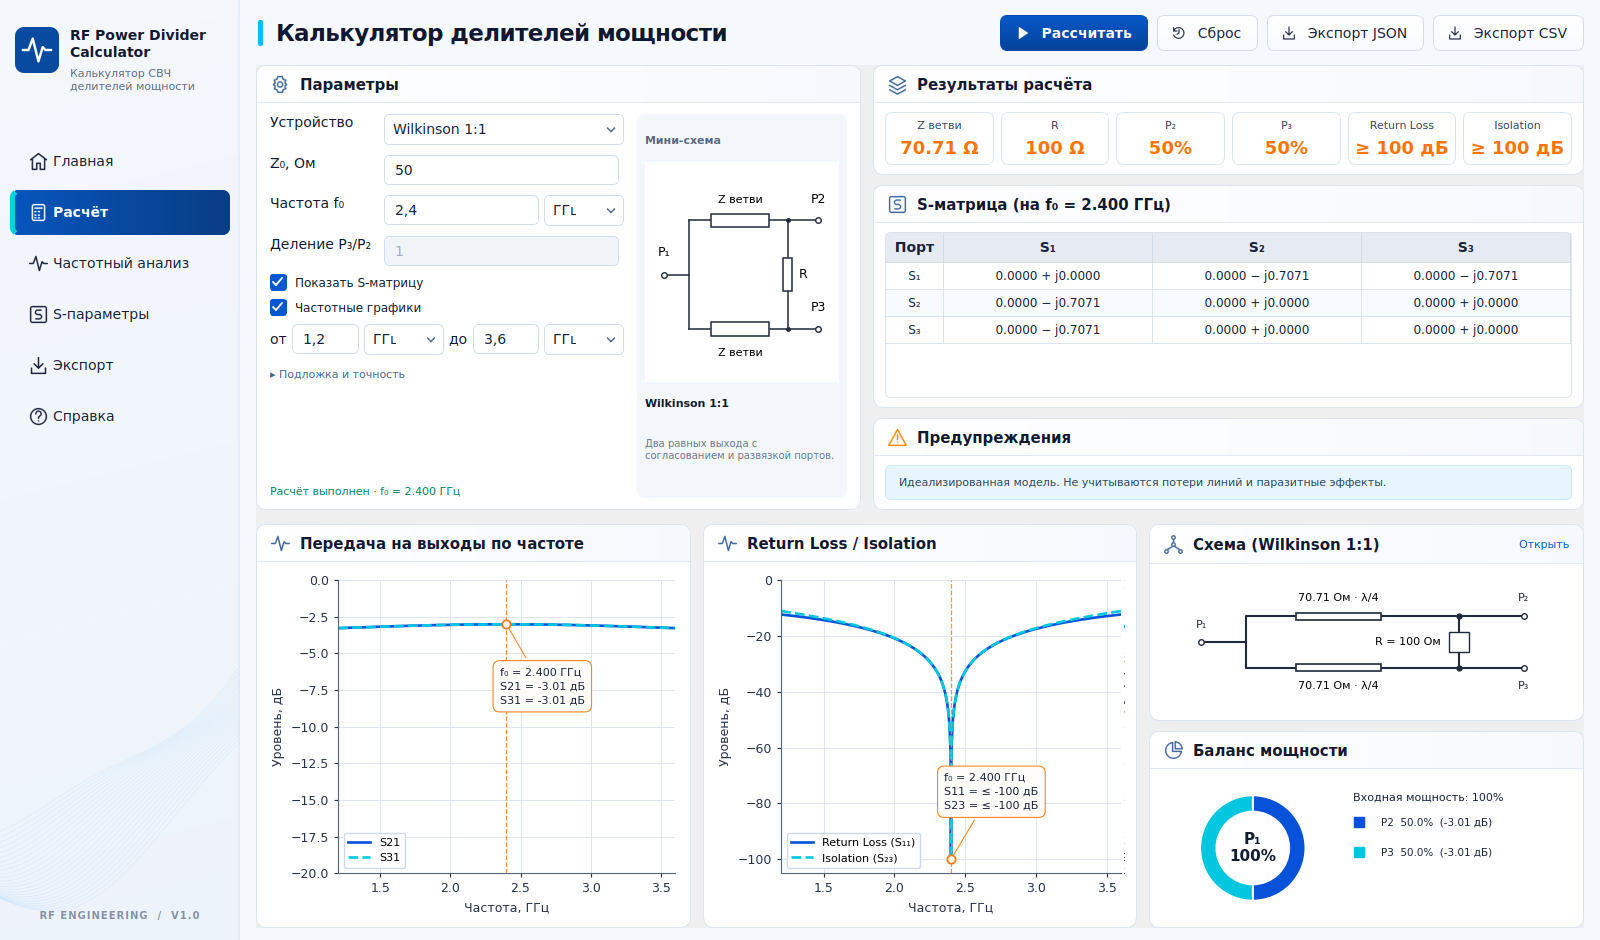 RF Power Divider
Calculator
Калькулятор СВЧ
делителей мощности
Главная
Расчёт
Частотный анализ
S-параметры
Экспорт
Справка
RF ENGINEERING / V1.0
Калькулятор делителей мощности
Рассчитать
Сброс
Экспорт JSON
Экспорт CSV
Параметры
Устройство
Wilkinson 1:1
Z₀, Ом
50
Частота f₀
2,4
ГГц
Деление P₃/P₂
1
Показать S-матрицу
Частотные графики
от 1,2 ГГц до 3,6 ГГц
▸ Подложка и точность
Расчёт выполнен · f₀ = 2.400 ГГц
Мини-схема
Z ветви
P2
P₁
R
P3
Z ветви
Wilkinson 1:1
Два равных выхода с
согласованием и развязкой портов.
Результаты расчёта
Z ветви
70.71 Ω
R
100 Ω
P₂
50%
P₃
50%
Return Loss
≥ 100 дБ
Isolation
≥ 100 дБ
S-матрица (на f₀ = 2.400 ГГц)
Порт S₁ S₂ S₃
S₁ 0.0000 + j0.0000 0.0000 − j0.7071 0.0000 − j0.7071
S₂ 0.0000 − j0.7071 0.0000 + j0.0000 0.0000 + j0.0000
S₃ 0.0000 − j0.7071 0.0000 + j0.0000 0.0000 + j0.0000
Предупреждения
Идеализированная модель. Не учитываются потери линий и паразитные эффекты.
Передача на выходы по частоте
0.0
−2.5
−5.0
−7.5
−10.0
−12.5
−15.0
−17.5
−20.0
Уровень, дБ
f₀ = 2.400 ГГц
S21 = -3.01 дБ
S31 = -3.01 дБ
S21
S31
1.5 2.0 2.5 3.0 3.5
Частота, ГГц
Return Loss / Isolation
0
−20
−40
−60
−80
−100
Уровень, дБ
f₀ = 2.400 ГГц
S11 = ≤ -100 дБ
S23 = ≤ -100 дБ
Return Loss (S₁₁)
Isolation (S₂₃)
1.5 2.0 2.5 3.0 3.5
Частота, ГГц
Схема (Wilkinson 1:1)
Открыть
70.71 Ом · λ/4
P₂
P₁
R = 100 Ом
70.71 Ом · λ/4
P₃
Баланс мощности
P₁
100%
Входная мощность: 100%
P2 50.0% (-3.01 дБ)
P3 50.0% (-3.01 дБ)